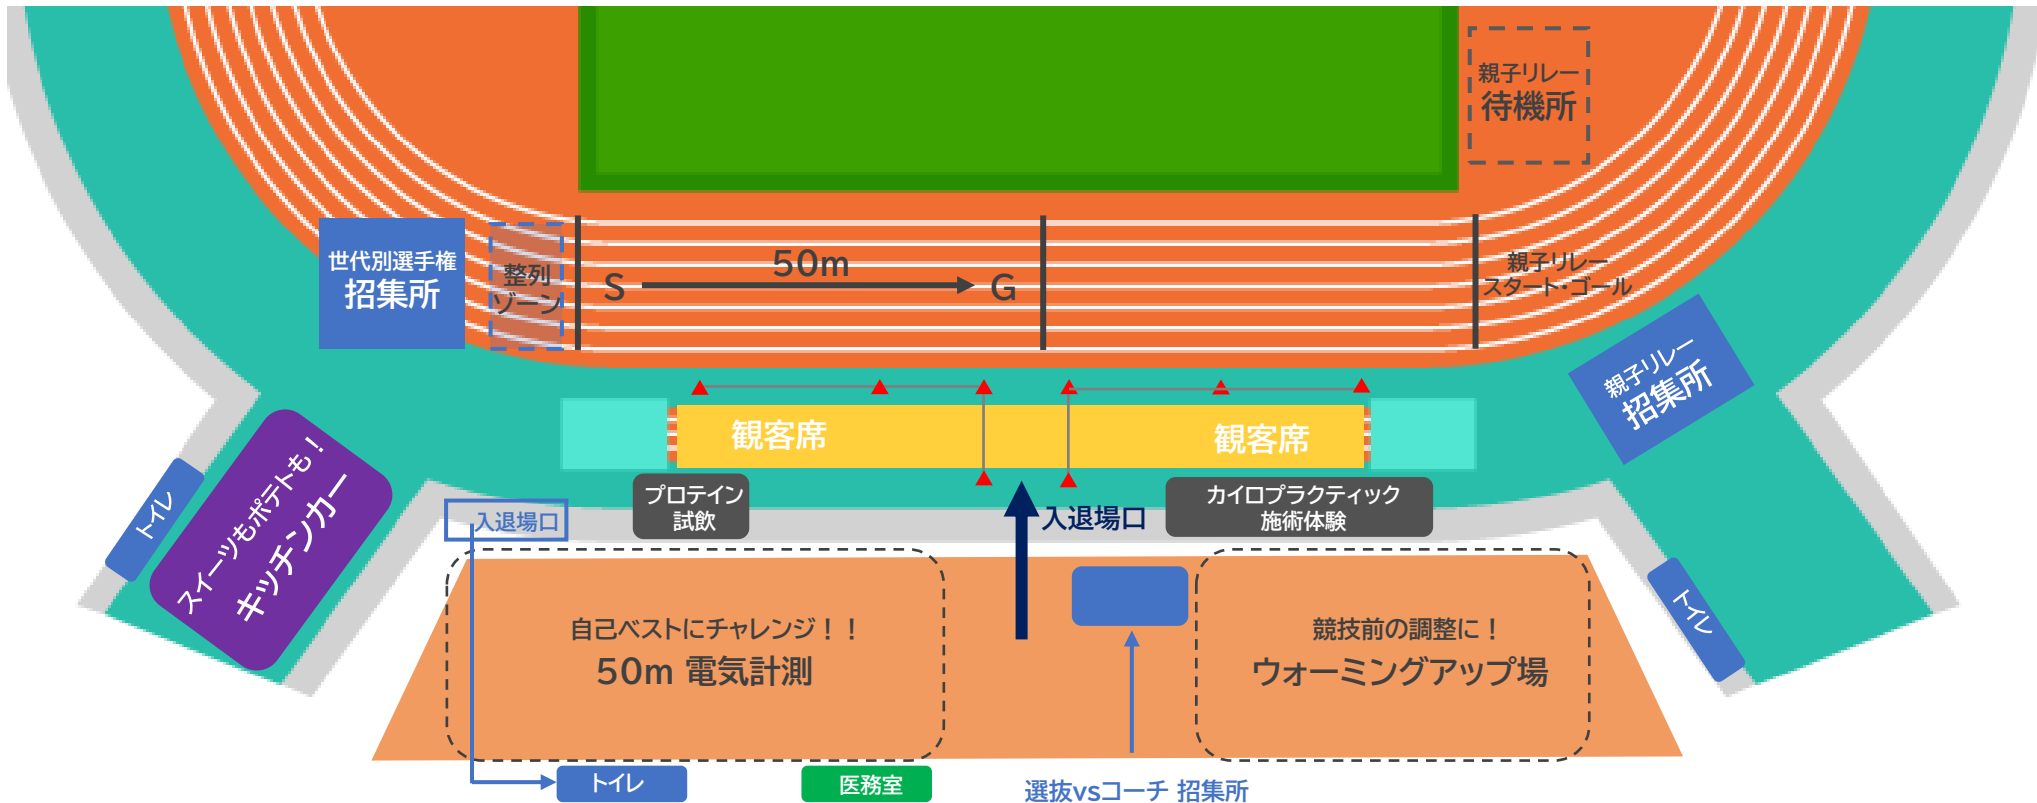 親子リレー
待機所
世代別選手権
招集所
整列
ゾーン
S
50m
G
親子リレー
スタート・ゴール
親子リレー
招集所
観客席
観客席
スイーツもポテトも！
キッチンカー
トイレ
入退場口
プロテイン
試飲
入退場口
カイロプラクティック
施術体験
トイレ
自己ベストにチャレンジ！！
50m 電気計測
競技前の調整に！
ウォーミングアップ場
トイレ
医務室
選抜vsコーチ 招集所